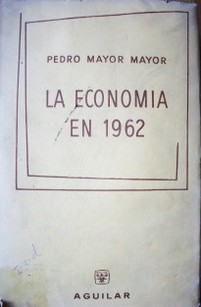 PEDRO MAYOR MAYOR
LA ECONOMIA
EN 1962
AGUILAR